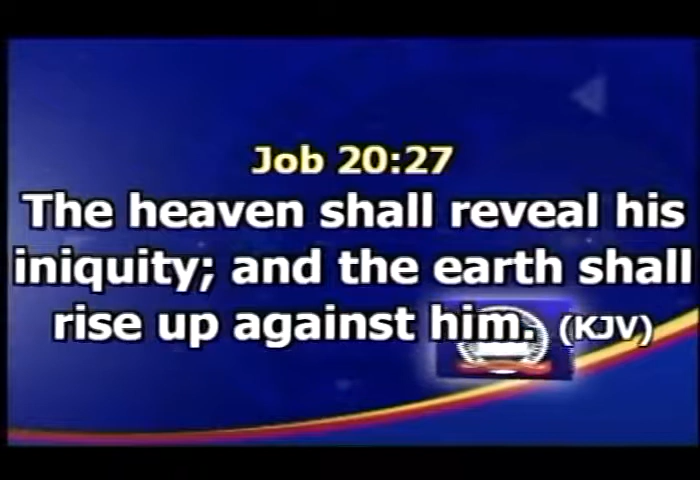 Job 20:27
The heaven shall reveal his
iniquity; and the earth shall
rise up against him. (KJV)